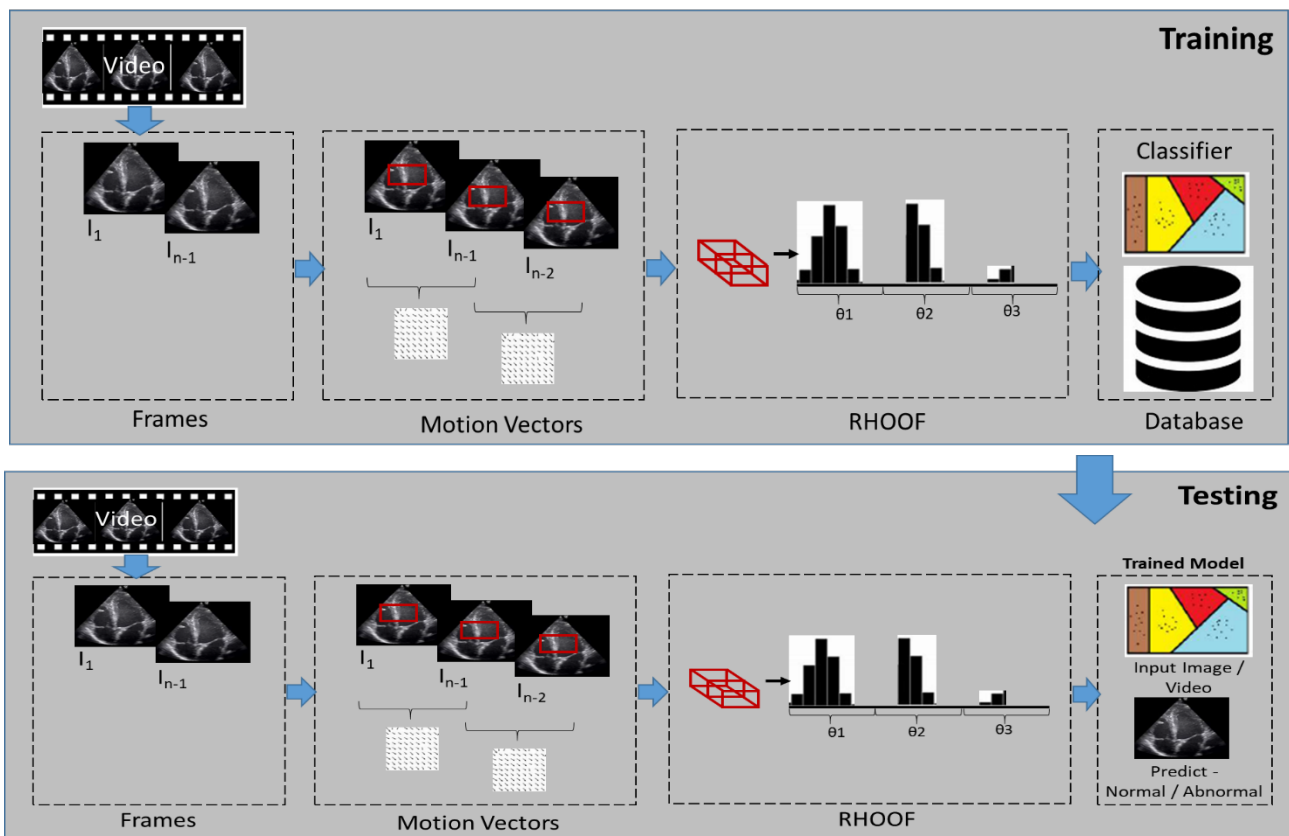 Training
Video
I1
In-1
I1
In-1
In-2
θ1
θ2
θ3
Classifier
Frames
Motion Vectors
RHOOF
Database
Testing
Video
I1
In-1
I1
In-1
In-2
θ1
θ2
θ3
Trained Model
Input Image /
Video
Predict -
Normal / Abnormal
Frames
Motion Vectors
RHOOF